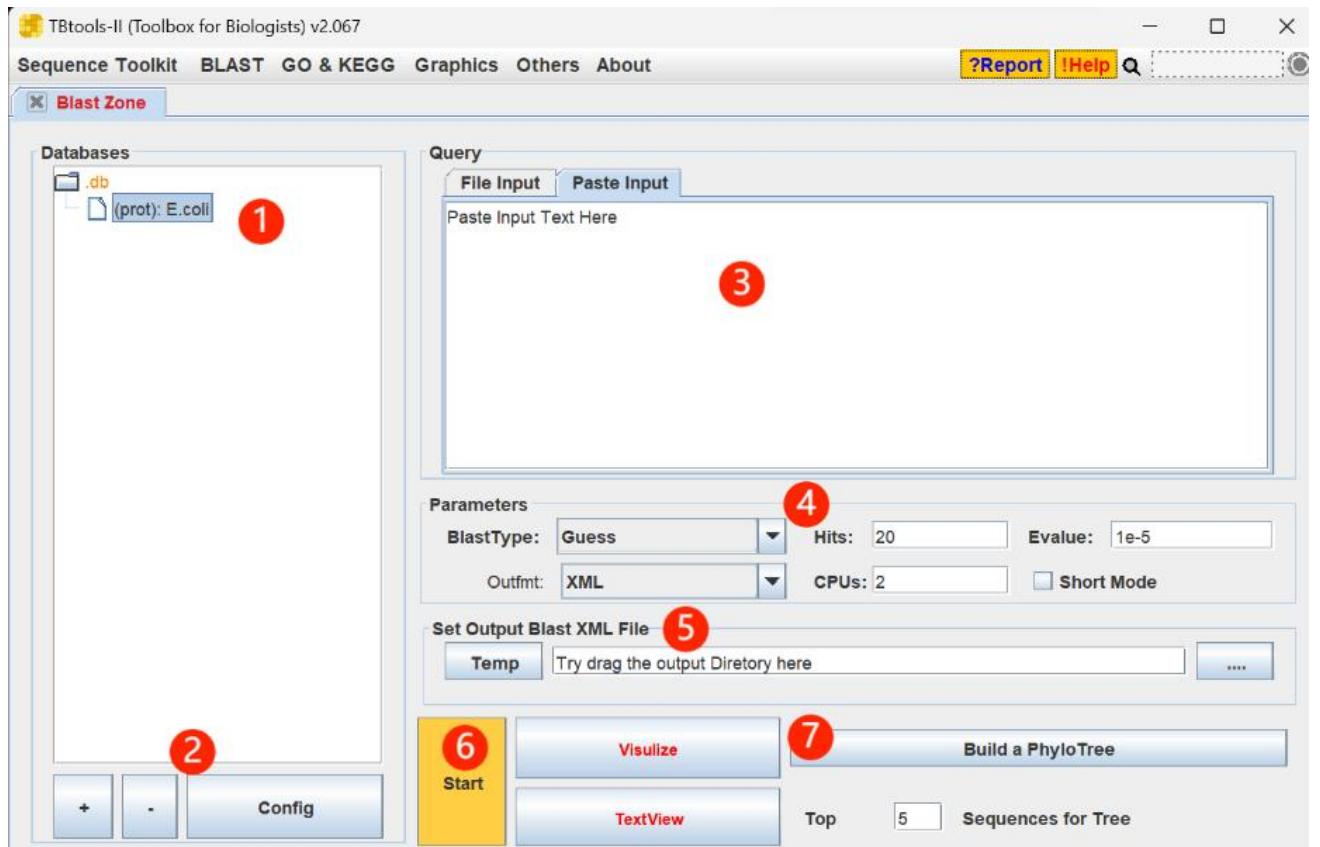 TBtools-II (Toolbox for Biologists) v2.067
Sequence Toolkit BLAST GO & KEGG Graphics Others About ?Report !Help
Blast Zone
Databases
.db
(prot): E.coli
1
2
+ - Config
Query
File Input Paste Input
Paste Input Text Here
3
Parameters
4
BlastType: Guess Hits: 20 Evalue: 1e-5
Outfmt: XML CPUs: 2 Short Mode
Set Output Blast XML File
5
Temp Try drag the output Diretory here ....
6
Start
Visulize
TextView
7
Build a PhyloTree
Top 5 Sequences for Tree